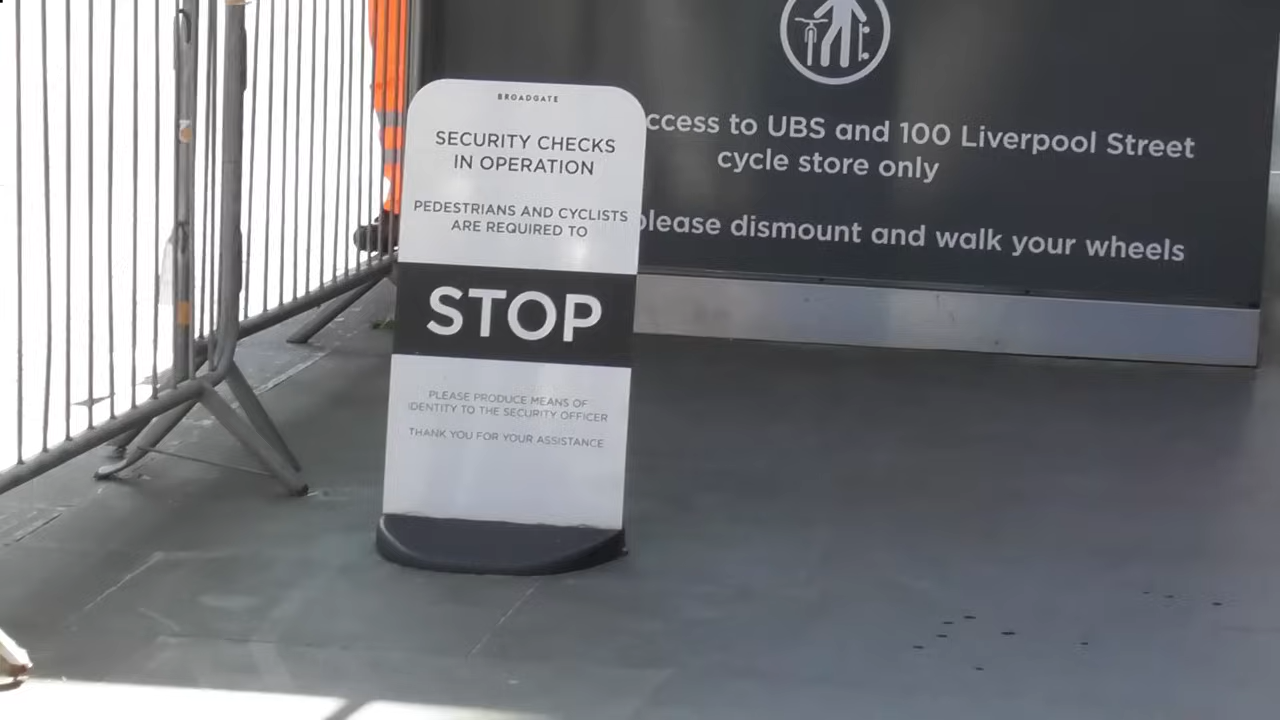 BROADGATE
SECURITY CHECKS
IN OPERATION
PEDESTRIANS AND CYCLISTS
ARE REQUIRED TO
STOP
PLEASE PRODUCE MEANS OF
IDENTITY TO THE SECURITY OFFICER
THANK YOU FOR YOUR ASSISTANCE
ccess to UBS and 100 Liverpool Street
cycle store only
please dismount and walk your wheels